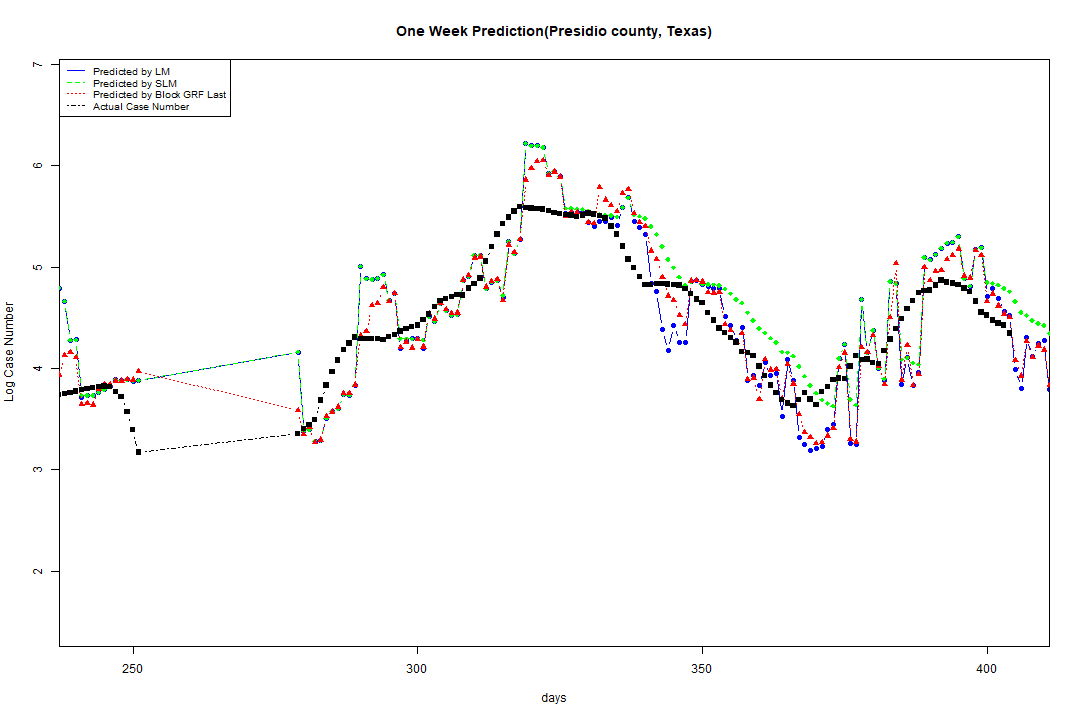 One Week Prediction(Presidio county, Texas)
Predicted by LM
Predicted by SLM
Predicted by Block GRF Last
Actual Case Number
7
6
5
4
3
2
Log Case Number
250 300 350 400
days